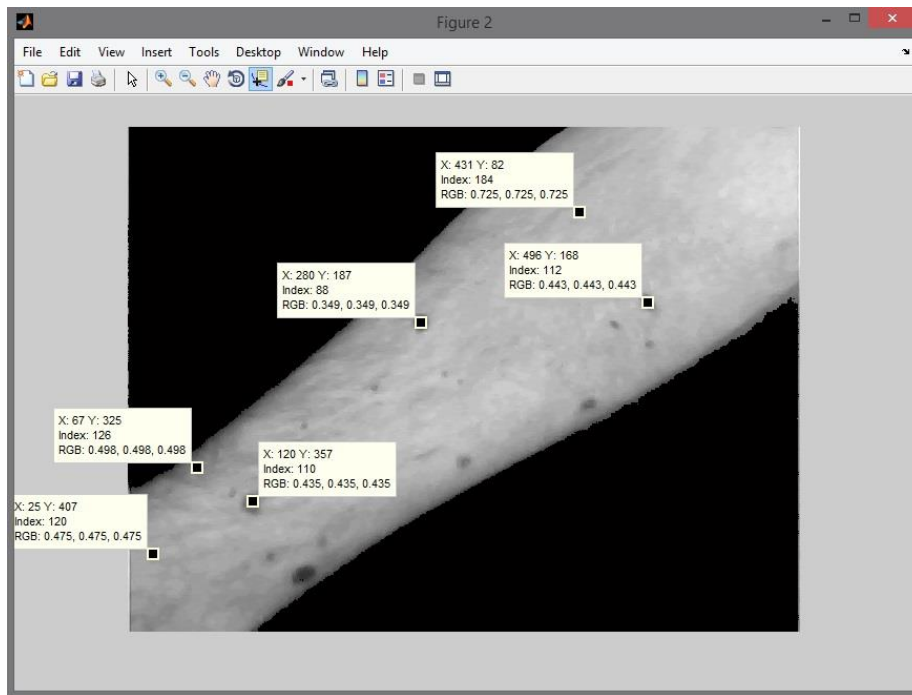 Figure 2
File Edit View Insert Tools Desktop Window Help
X: 431 Y: 82
Index: 184
RGB: 0.725, 0.725, 0.725
X: 496 Y: 168
Index: 112
RGB: 0.443, 0.443, 0.443
X: 280 Y: 187
Index: 88
RGB: 0.349, 0.349, 0.349
X: 67 Y: 325
Index: 126
RGB: 0.498, 0.498, 0.498
X: 120 Y: 357
Index: 110
RGB: 0.435, 0.435, 0.435
X: 25 Y: 407
Index: 120
RGB: 0.475, 0.475, 0.475